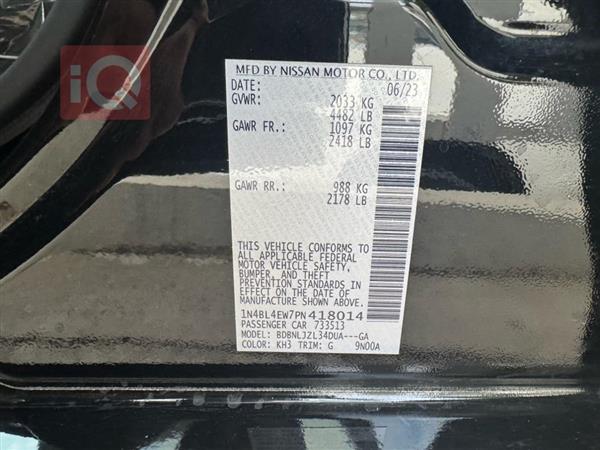 iQ
MFD BY NISSAN MOTOR CO., LTD.
DATE: 06/23
GVWR: 2033 KG
4482 LB
GAWR FR.: 1097 KG
2418 LB
GAWR RR.: 988 KG
2178 LB
THIS VEHICLE CONFORMS TO
ALL APPLICABLE FEDERAL
MOTOR VEHICLE SAFETY,
BUMPER, AND THEFT
PREVENTION STANDARDS IN
EFFECT ON THE DATE OF
MANUFACTURE SHOWN ABOVE.
1N4BL4EW7PN418014
PASSENGER CAR 733513
MODEL: BDBNLJZL34DUA---GA
COLOR: KH3 TRIM: G 9N00A